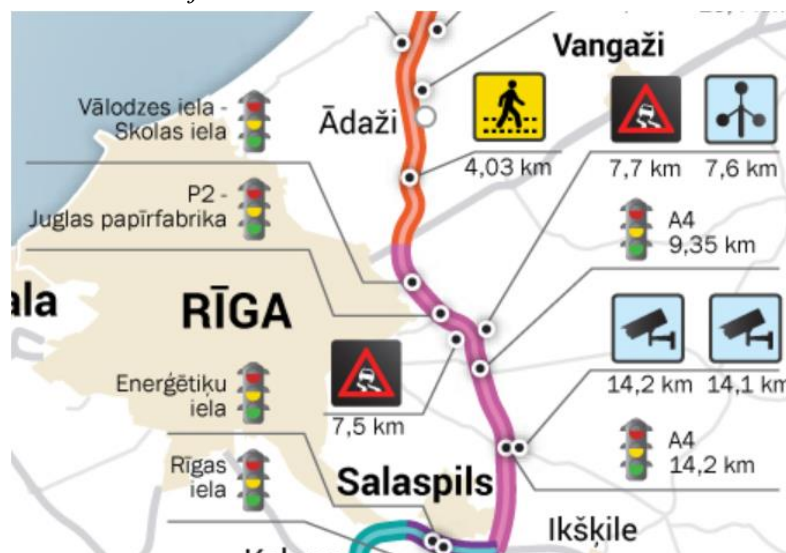 Vangaži
Vālodzes iela -
Skolas iela
Ādaži
4,03 km
7,7 km
7,6 km
P2 -
Juglas papīrfabrika
A4
9,35 km
ala
RĪGA
Enerģētiķu
iela
7,5 km
14,2 km
14,1 km
Rīgas
iela
Salaspils
A4
14,2 km
Ikšķile